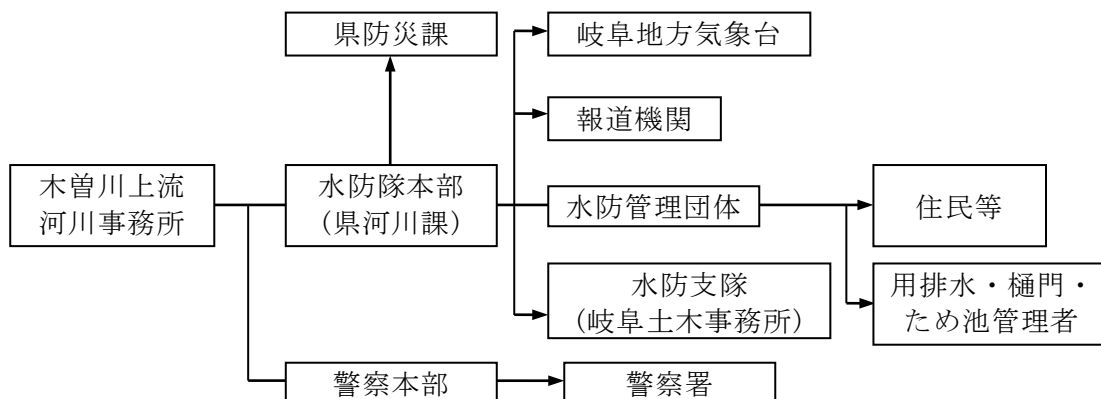 県防災課
岐阜地方気象台
報道機関
木曽川上流
河川事務所
水防隊本部
(県河川課)
水防管理団体
住民等
水防支隊
(岐阜土木事務所)
用排水・樋門・
ため池管理者
警察本部
警察署